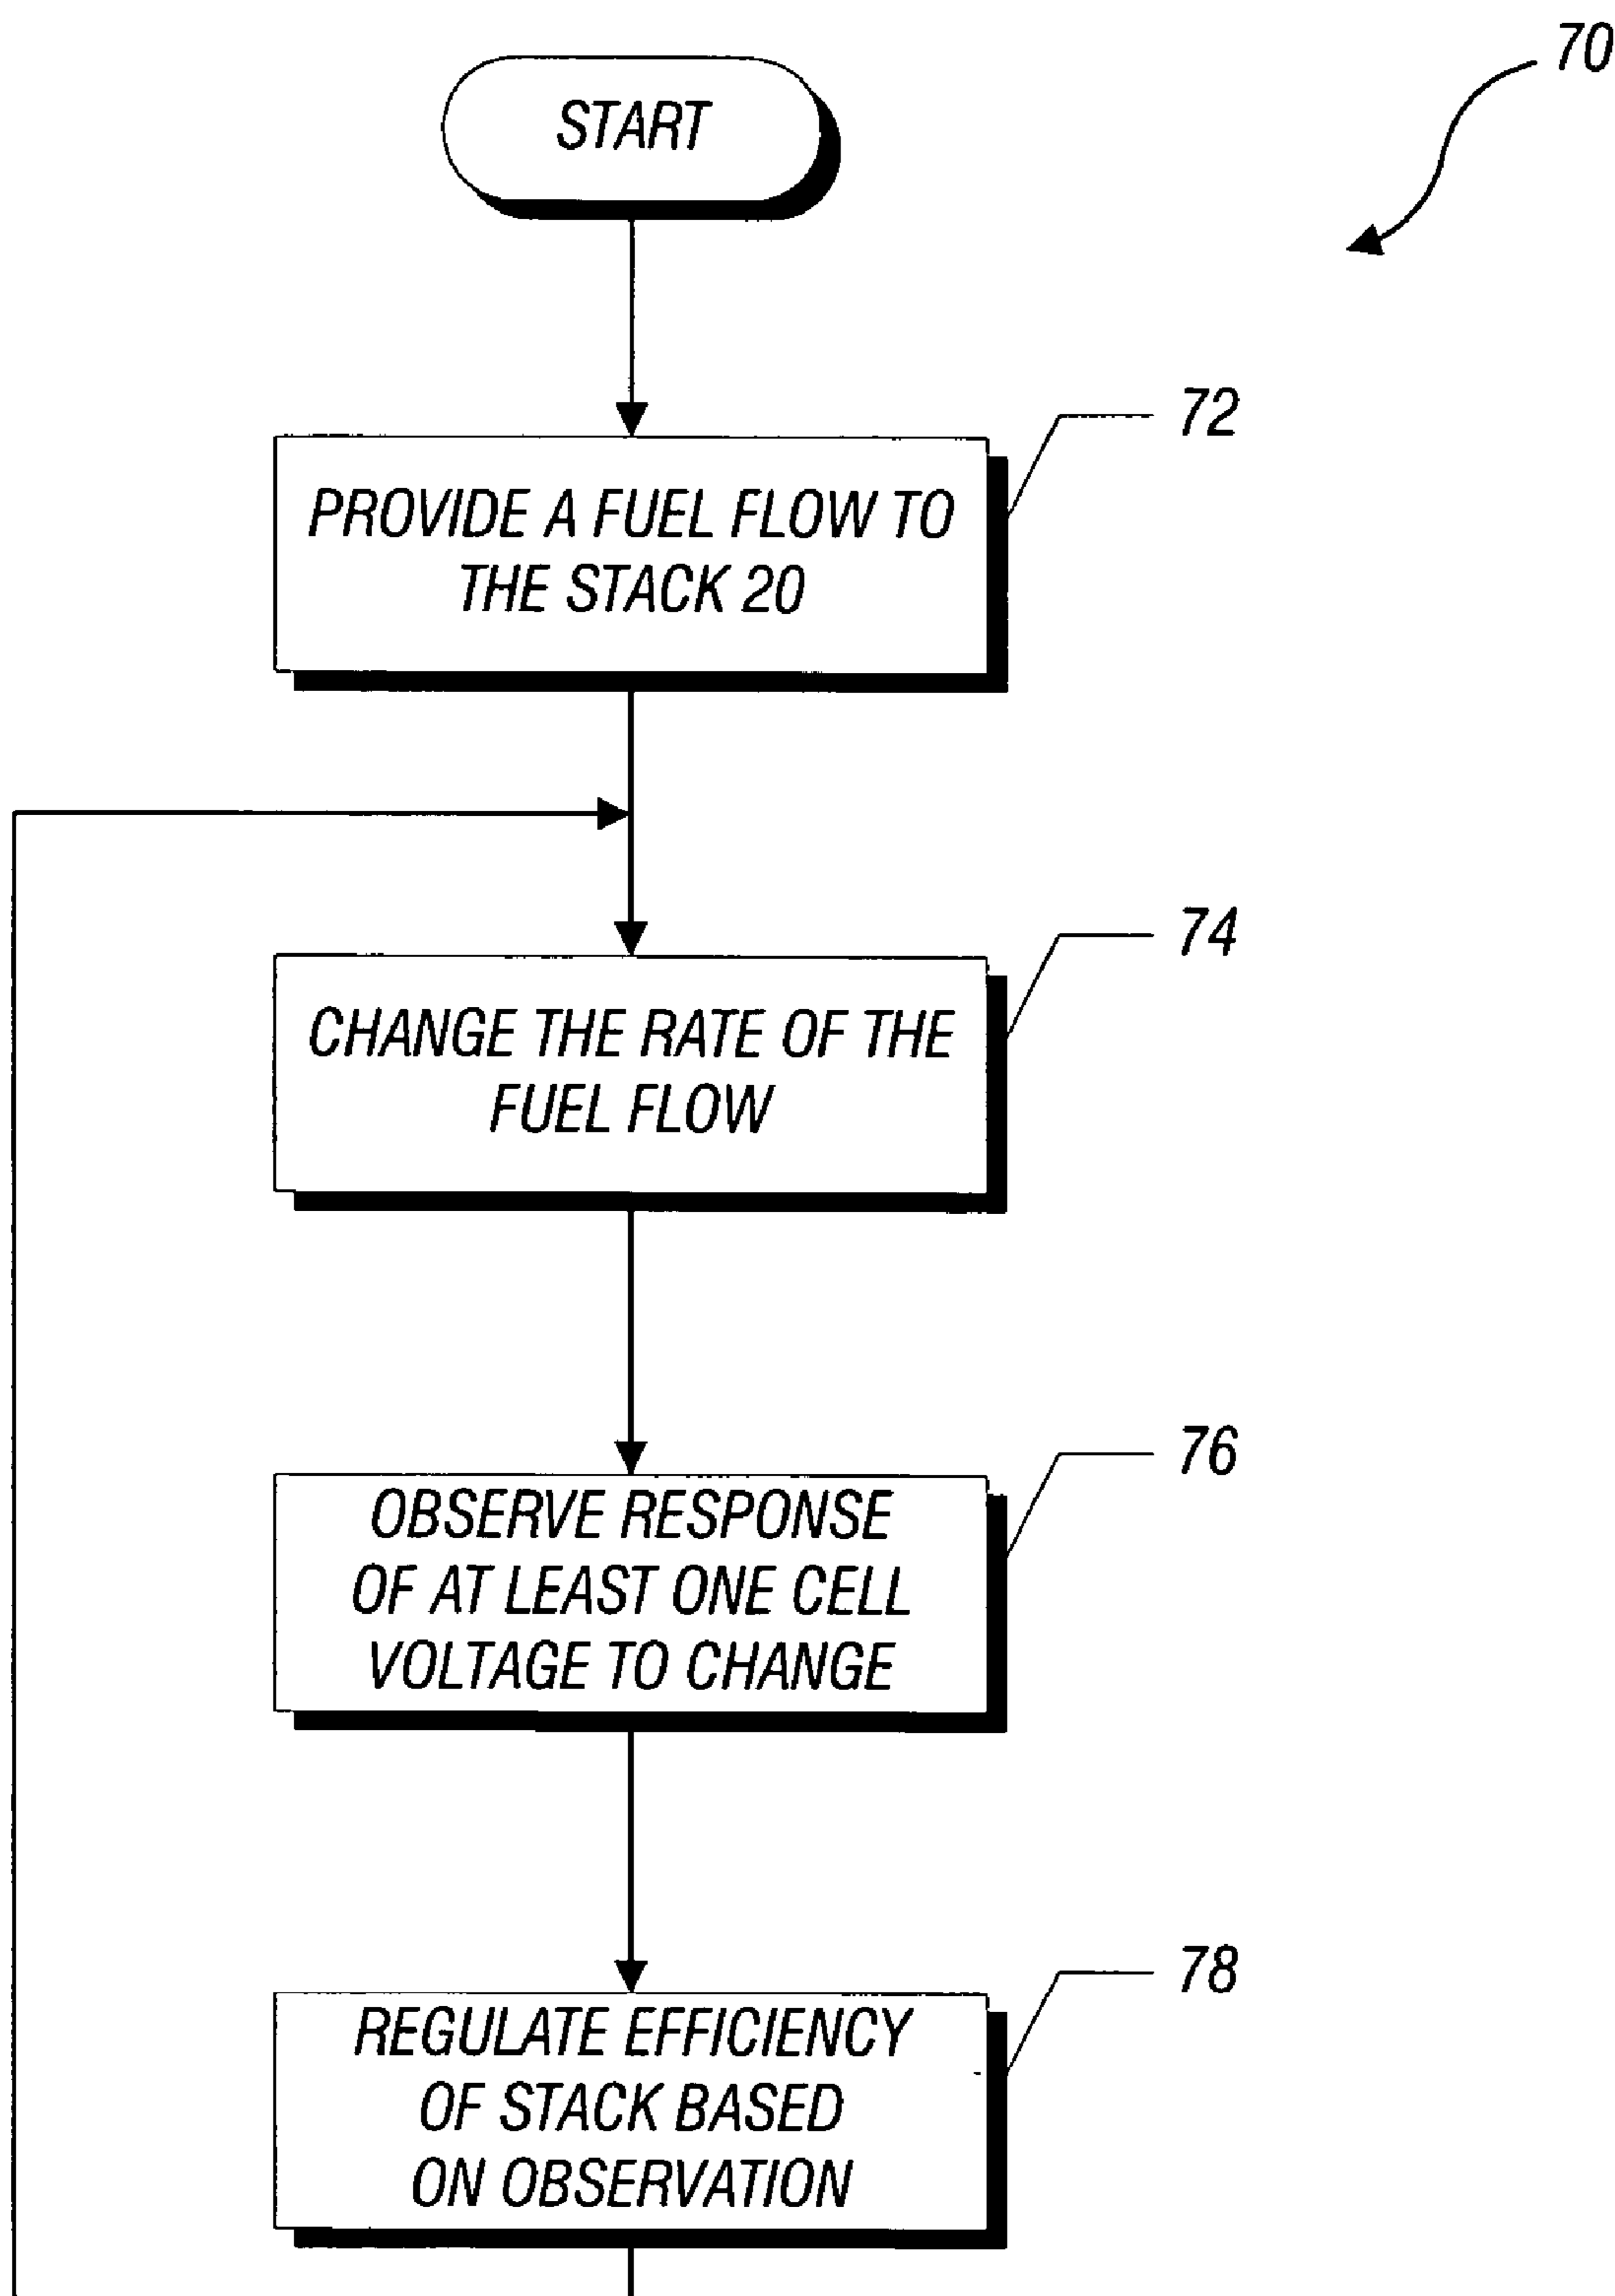 70
START
72
PROVIDE A FUEL FLOW TO
THE STACK 20
74
CHANGE THE RATE OF THE
FUEL FLOW
76
OBSERVE RESPONSE
OF AT LEAST ONE CELL
VOLTAGE TO CHANGE
78
REGULATE EFFICIENCY
OF STACK BASED
ON OBSERVATION